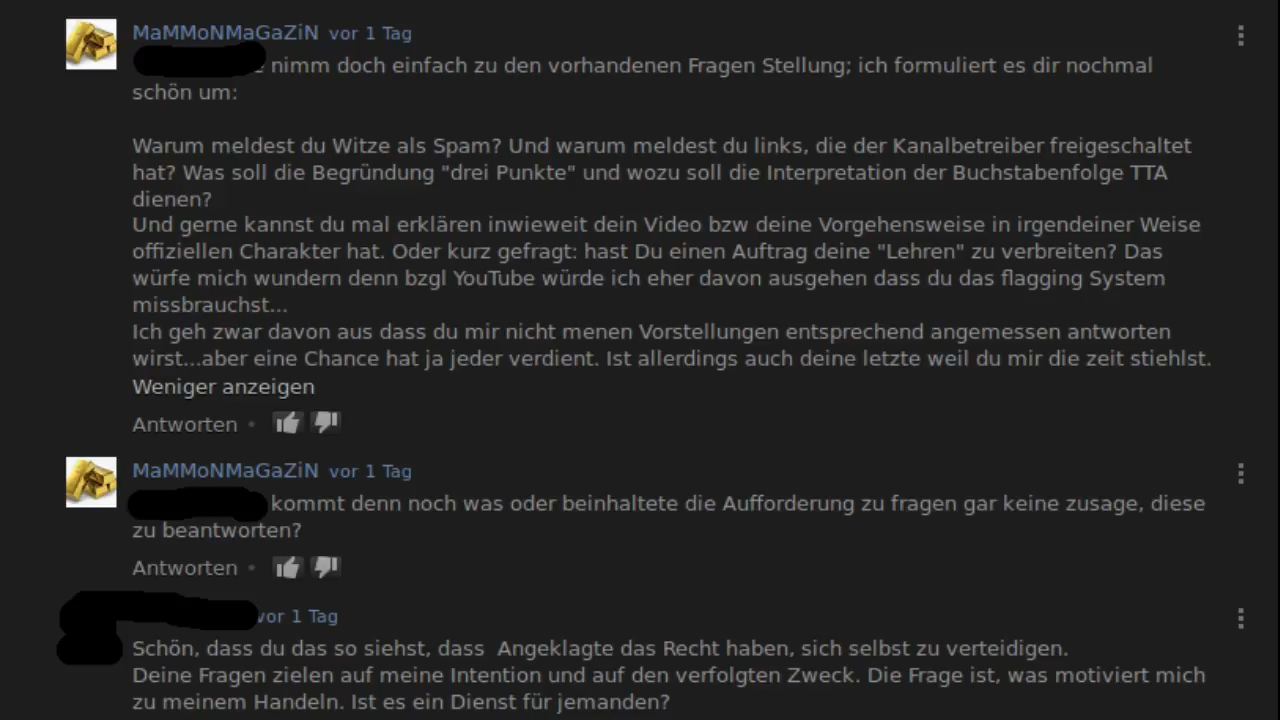 MaMMoNMaGaZiN vor 1 Tag
nimm doch einfach zu den vorhandenen Fragen Stellung; ich formuliert es dir nochmal
schön um:
Warum meldest du Witze als Spam? Und warum meldest du links, die der Kanalbetreiber freigeschaltet
hat? Was soll die Begründung "drei Punkte" und wozu soll die Interpretation der Buchstabenfolge TTA
dienen?
Und gerne kannst du mal erklären inwieweit dein Video bzw deine Vorgehensweise in irgendeiner Weise
offiziellen Charakter hat. Oder kurz gefragt: hast Du einen Auftrag deine "Lehren" zu verbreiten? Das
würfe mich wundern denn bzgl YouTube würde ich eher davon ausgehen dass du das flagging System
missbrauchst...
Ich geh zwar davon aus dass du mir nicht menen Vorstellungen entsprechend angemessen antworten
wirst...aber eine Chance hat ja jeder verdient. Ist allerdings auch deine letzte weil du mir die zeit stiehlst.
Weniger anzeigen
Antworten •
MaMMoNMaGaZiN vor 1 Tag
kommt denn noch was oder beinhaltete die Aufforderung zu fragen gar keine zusage, diese
zu beantworten?
Antworten •
vor 1 Tag
Schön, dass du das so siehst, dass  Angeklagte das Recht haben, sich selbst zu verteidigen.
Deine Fragen zielen auf meine Intention und auf den verfolgten Zweck. Die Frage ist, was motiviert mich
zu meinem Handeln. Ist es ein Dienst für jemanden?